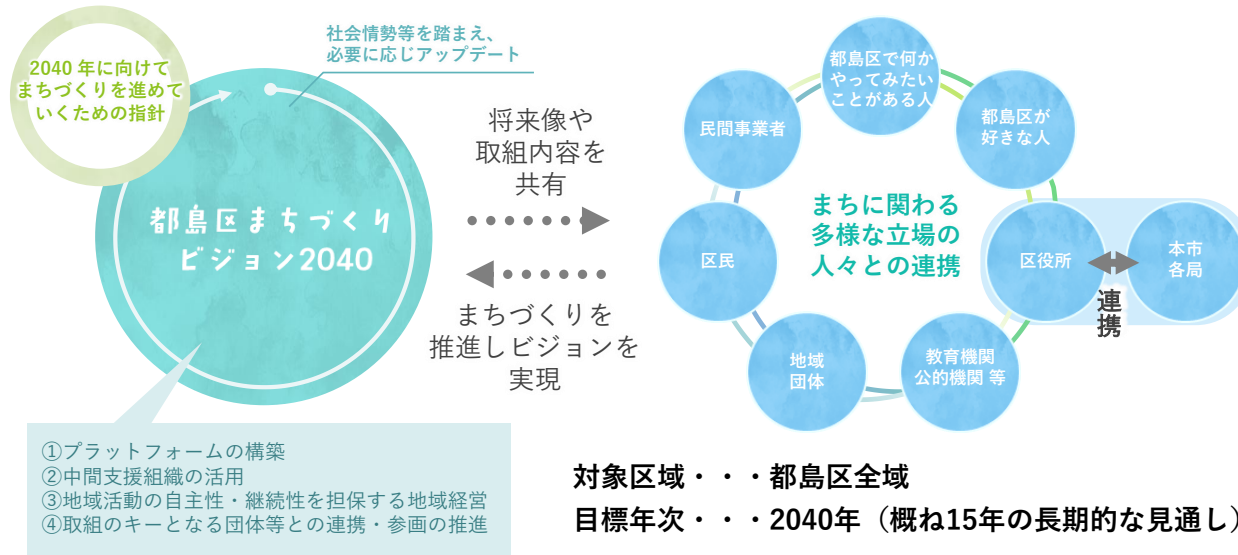 2040 年に向けて
まちづくりを進めて
いくための指針
社会情勢等を踏まえ、
必要に応じアップデート
都島区まちづくり
ビジョン2040
①プラットフォームの構築
②中間支援組織の活用
③地域活動の自主性・継続性を担保する地域経営
④取組のキーとなる団体等との連携・参画の推進
将来像や
取組内容を
共有
まちづくりを
推進しビジョンを
実現
都島区で何か
やってみたい
ことがある人
民間事業者
都島区が
好きな人
まちに関わる
多様な立場の
人々との連携
区民
区役所
本市
各局
連携
地域
団体
教育機関
公的機関 等
対象区域・・・都島区全域
目標年次・・・2040年（概ね15年の長期的な見通し）